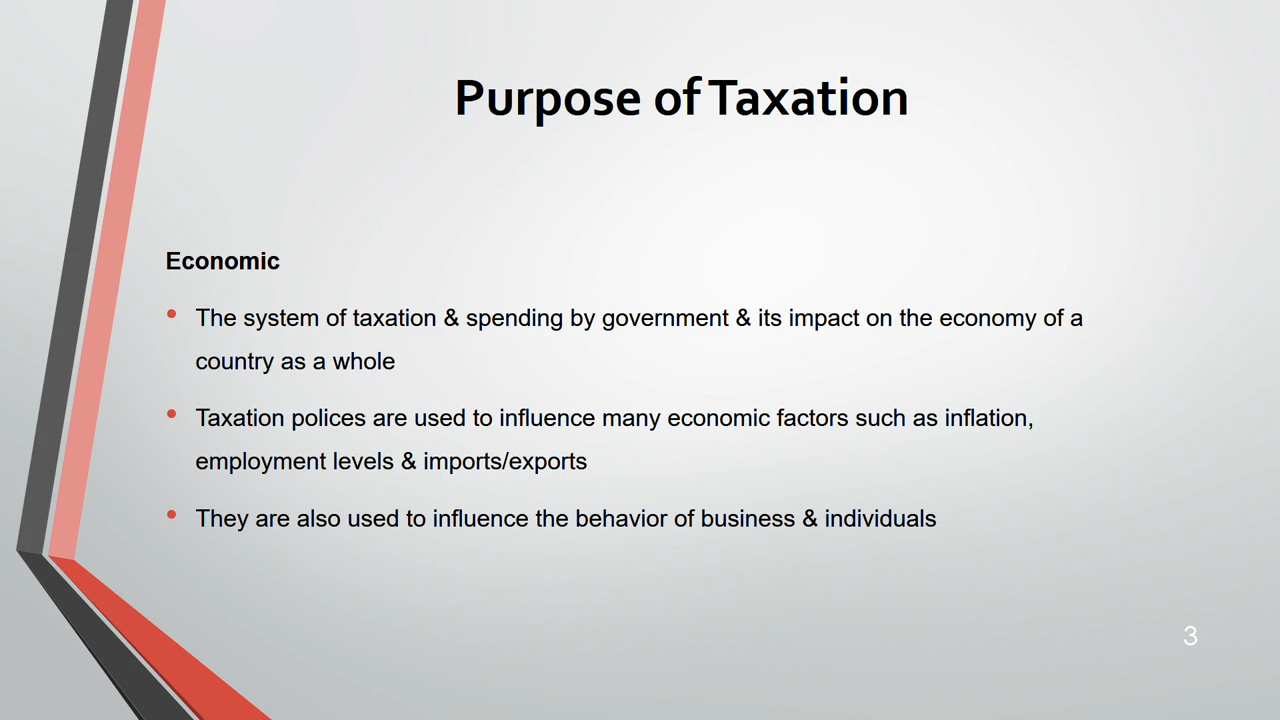 Purpose of Taxation
Economic
• The system of taxation & spending by government & its impact on the economy of a
country as a whole
• Taxation polices are used to influence many economic factors such as inflation,
employment levels & imports/exports
• They are also used to influence the behavior of business & individuals
3